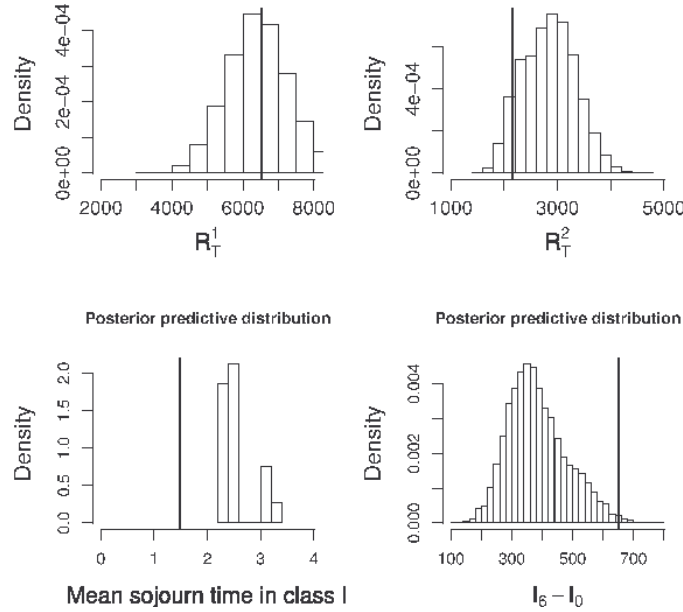 Density
0e+00 2e-04 4e-04
2000 4000 6000 8000
R_T^1
Density
0e+00 4e-04
1000 3000 5000
R_T^2
Posterior predictive distribution
Density
0.0 0.5 1.0 1.5 2.0
0 1 2 3 4
Mean sojourn time in class I
Posterior predictive distribution
Density
0.000 0.002 0.004
100 300 500 700
I_6 − I_0